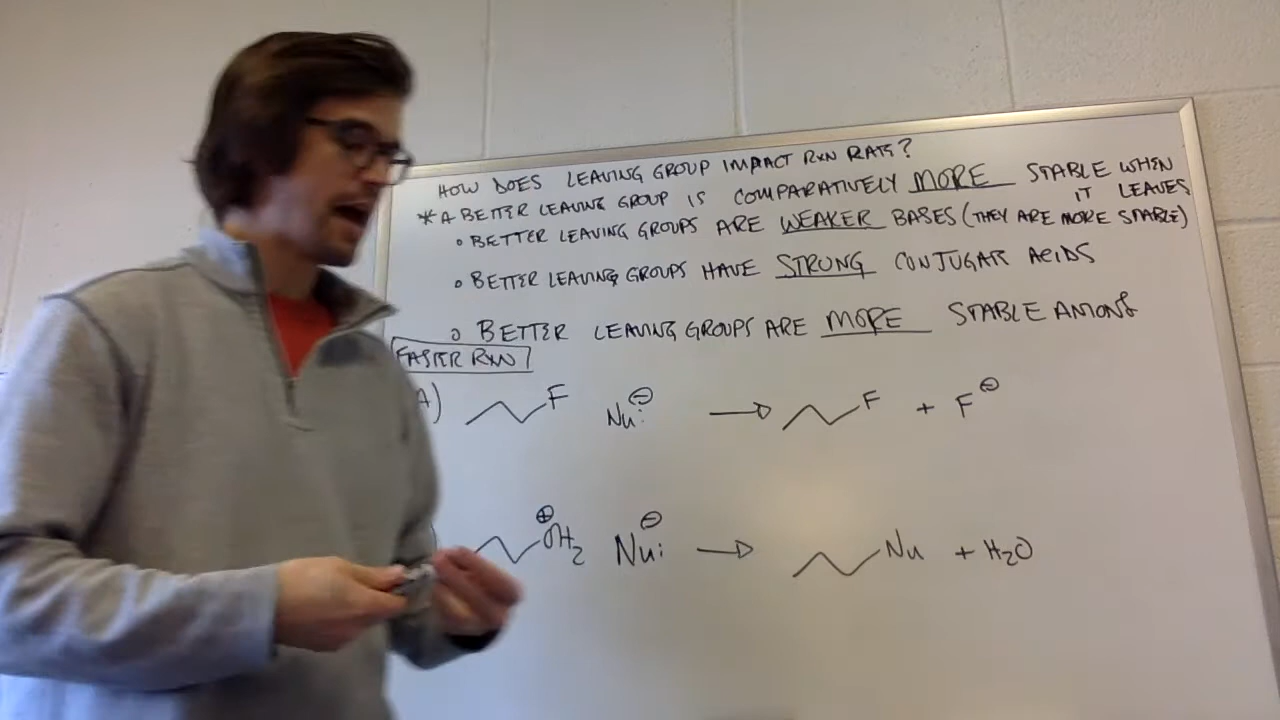 HOW DOES LEAVING GROUP IMPACT RXN RATE?
*A BETTER LEAVING GROUP IS COMPARATIVELY MORE STABLE WHEN
IT LEAVES
• BETTER LEAVING GROUPS ARE WEAKER BASES (THEY ARE MORE STABLE)
• BETTER LEAVING GROUPS HAVE STRONG CONJUGAT ACIDS
• BETTER LEAVING GROUPS ARE MORE STABLE ANIONS
FASTER RXN
A) F Nu:⊖ → F + F⊖
) ⊕OH₂ Nu:⊖ → Nu + H₂O